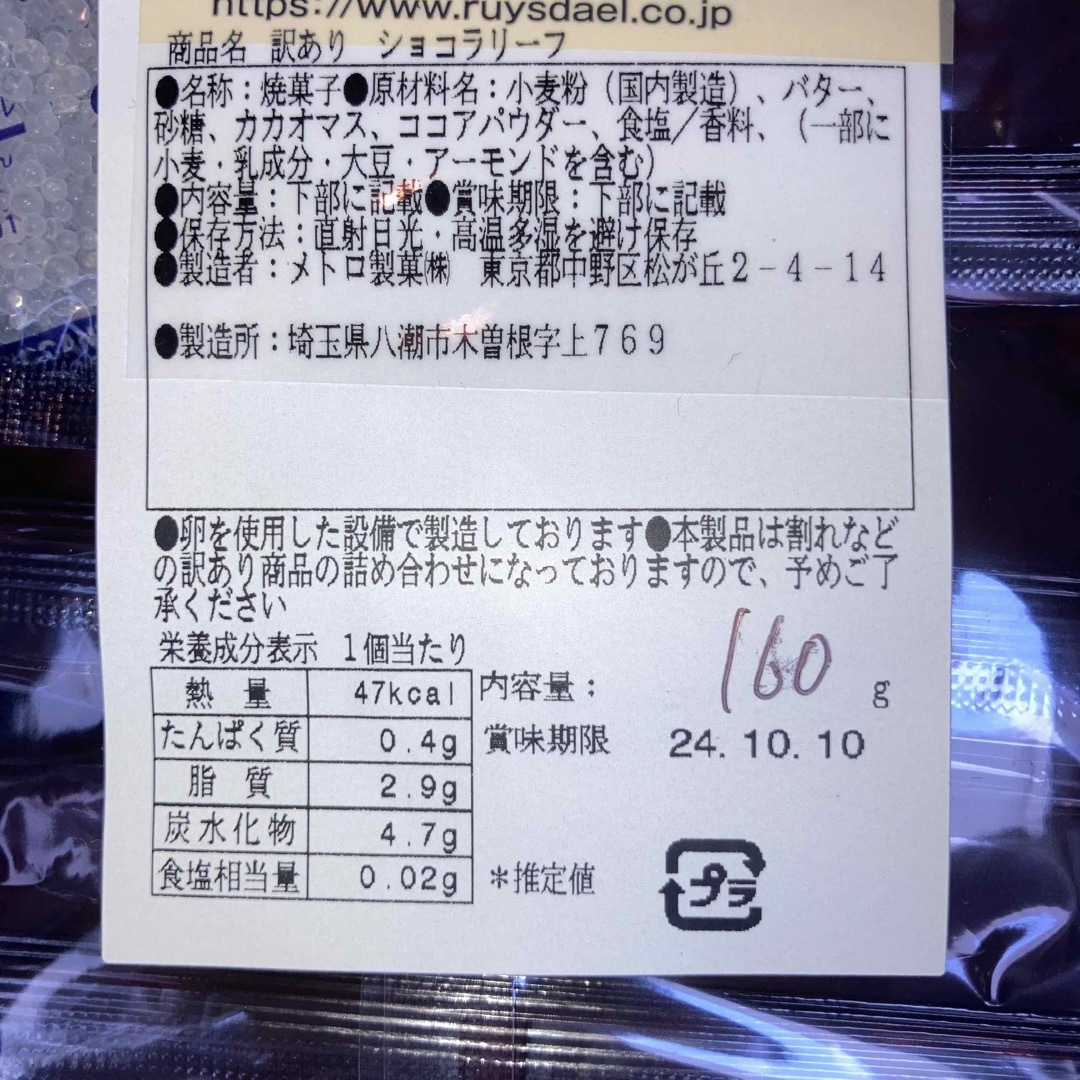 https://www.ruysdael.co.jp
商品名 訳あり ショコラリーフ
●名称：焼菓子●原材料名：小麦粉（国内製造）、バター、
砂糖、カカオマス、ココアパウダー、食塩／香料、（一部に
小麦・乳成分・大豆・アーモンドを含む）
●内容量：下部に記載●賞味期限：下部に記載
●保存方法：直射日光・高温多湿を避け保存
●製造者：メトロ製菓㈱ 東京都中野区松が丘2-4-14
●製造所：埼玉県八潮市木曽根字上769
●卵を使用した設備で製造しております●本製品は割れなど
の訳あり商品の詰め合わせになっておりますので、予めご了
承ください
栄養成分表示 1個当たり
熱量 47kcal
たんぱく質 0.4g
脂質 2.9g
炭水化物 4.7g
食塩相当量 0.02g
＊推定値
内容量： 160 g
賞味期限 24.10.10
プラ